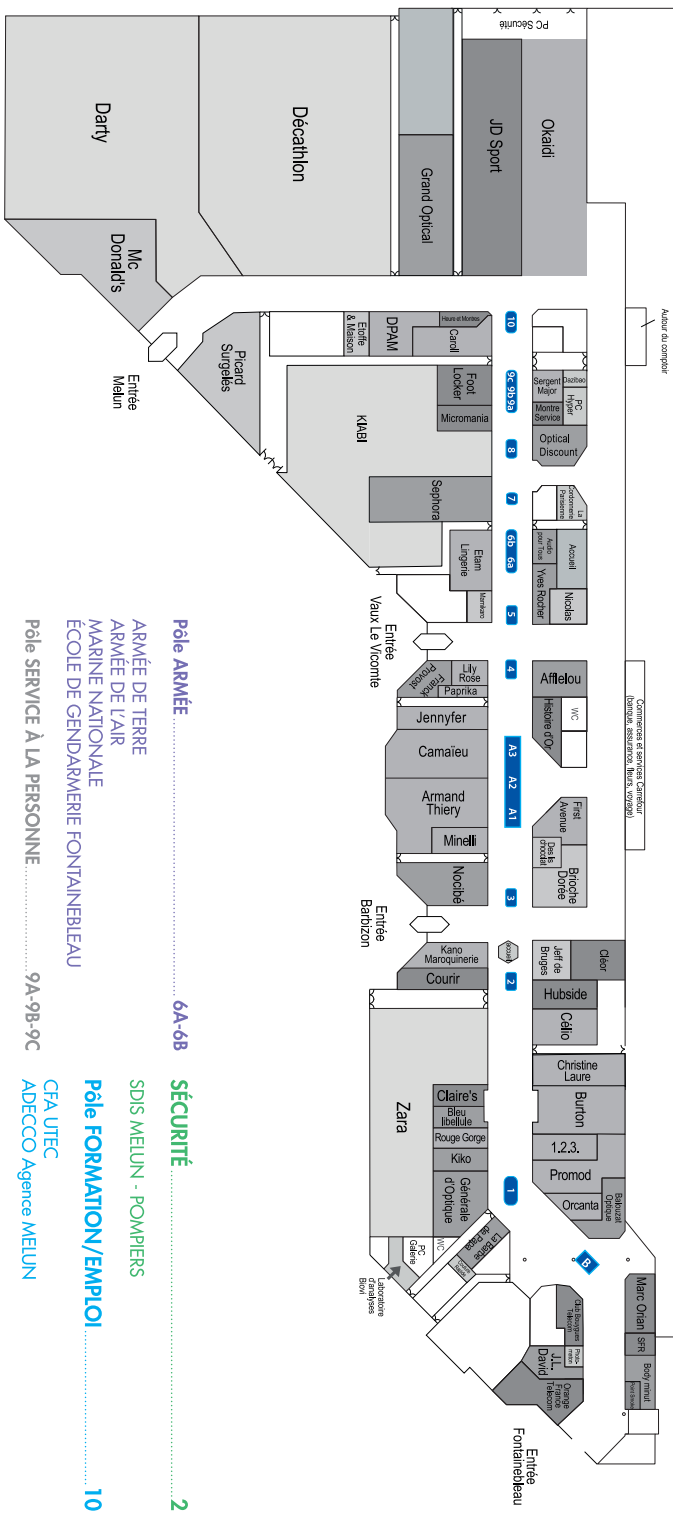 PC Sécurité
Okaidi
JD Sport
Grand Optical
Décathlon
Darty
Mc
Donald's
Autour du comptoir
Entrée
Melun
Picard
Surgelés
Etoffe
& Maison
DPAM
Heure et Montres
Caroll
10
9c 9b 9a
8
7
6b 6a
5
4
A3 A2 A1
3
accueil
2
1
B
Sergent
Major
Dazibao
PC
Hyper
Montre
Service
Optical
Discount
Foot
Locker
Micromania
KIABI
Sephora
Cordonnerie
La
Parisienne
Audio
pour Tous
Accueil
Yves Rocher
Nicolas
Etam
Lingerie
Entrée
Vaux Le Vicomte
Commerces et services Carrefour
(banque, assurance, fleurs, voyage)
Afflelou
Histoire d'Or
WC
Lily
Rose
Paprika
Franck
Provost
Jennyfer
Camaïeu
Armand
Thiery
Minelli
Nocibé
First
Avenue
Brioche
Dorée
Entrée
Barbizon
Kano
Maroquinerie
Courir
Jeff de
Bruges
Cléor
Hubside
Célio
Christine
Laure
Burton
1.2.3.
Promod
Orcanta
Balouzat
Optique
Zara
Claire's
Bleu
libellule
Rouge Gorge
Kiko
Générale
d'Optique
WC
PC
Galerie
Laboratoire
d'analyses
Biovi
La Barbe
de Papa
Marc Orian
SFR
Body minut
Club Bouygues
Telecom
J.L.
David
Orange
France
Telecom
Entrée
Fontainebleau
Pôle ARMÉE 6A-6B
ARMÉE DE TERRE
ARMÉE DE L'AIR
MARINE NATIONALE
ÉCOLE DE GENDARMERIE FONTAINEBLEAU
Pôle SERVICE À LA PERSONNE 9A-9B-9C
SÉCURITÉ 2
SDIS MELUN - POMPIERS
Pôle FORMATION/EMPLOI 10
CFA UTEC
ADECCO Agence MELUN